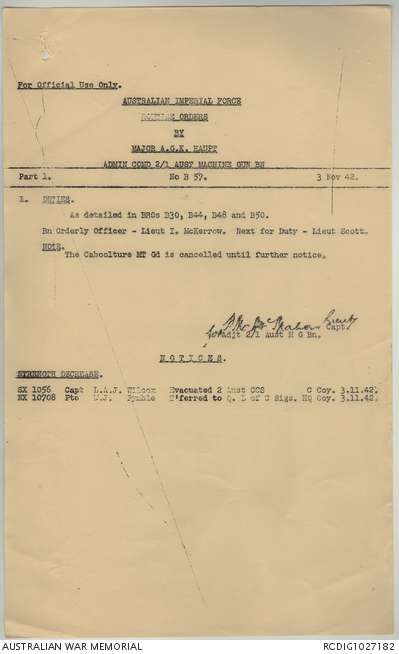 For Official Use Only.
AUSTRALIAN IMPERIAL FORCE
ROUTINE ORDERS
BY
MAJOR A.G.K. HAUPT
ADMIN COMD 2/1 AUST MACHINE GUN BN
Part 1. No B 59. 3 Nov 42.
1. DUTIES.
As detailed in BROs B30, B44, B48 and B50.
Bn Orderly Officer - Lieut I. McKerrow. Next for Duty - Lieut Scott.
NOTE.
The Caboolture MT Gd is cancelled until further notice.
Lieut
for Capt.
Adjt 2/1 Aust M G Bn.
NOTICES.
STRENGTH DECREASE.
SX 1056 Capt L.A.J. Wilcox Evacuated 2 Aust CCS C Coy. 3.11.42.
NX 10708 Pte W.J. Pymble T'ferred to Q. L of C Sigs. HQ Coy. 3.11.42.
AUSTRALIAN WAR MEMORIAL RCDIG1027182